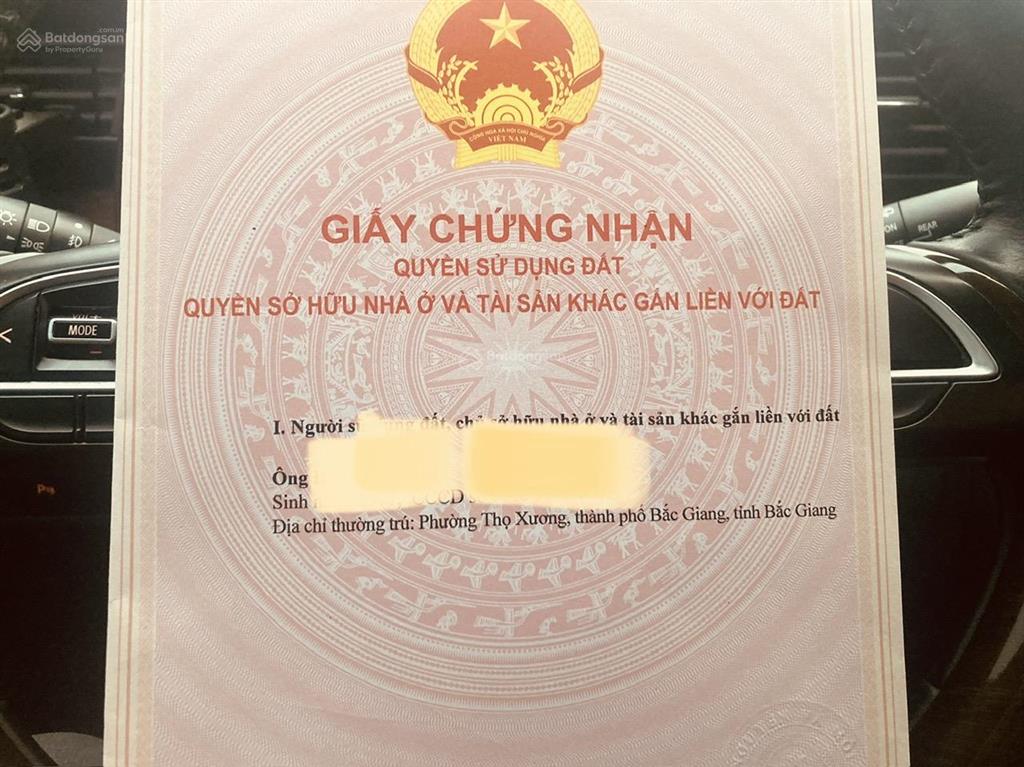 Batdongsan.com.vn
by PropertyGuru
CỘNG HÒA XÃ HỘI CHỦ NGHĨA
VIỆT NAM
GIẤY CHỨNG NHẬN
QUYỀN SỬ DỤNG ĐẤT
QUYỀN SỞ HỮU NHÀ Ở VÀ TÀI SẢN KHÁC GẮN LIỀN VỚI ĐẤT
MODE
REAR
Batdongsan
I. Người đất, sở hữu nhà ở và tài sản khác gắn liền với đất
Ông
Sinh CCCD
Địa chỉ thường trú: Phường Thọ Xương, thành phố Bắc Giang, tỉnh Bắc Giang